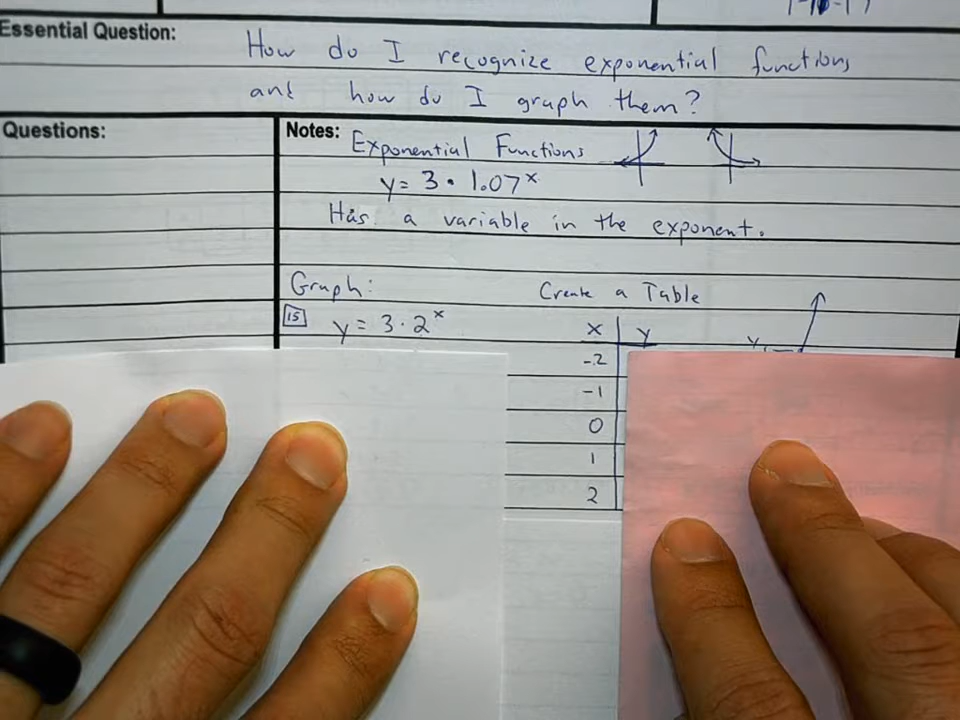 Essential Question: How do I recognize exponential functions
and how do I graph them?
Questions:
Notes: Exponential Functions
y = 3 · 1.07ˣ
Has a variable in the exponent.
Graph: Create a Table
15 y = 3 · 2ˣ x y
-2
-1
0
1
2